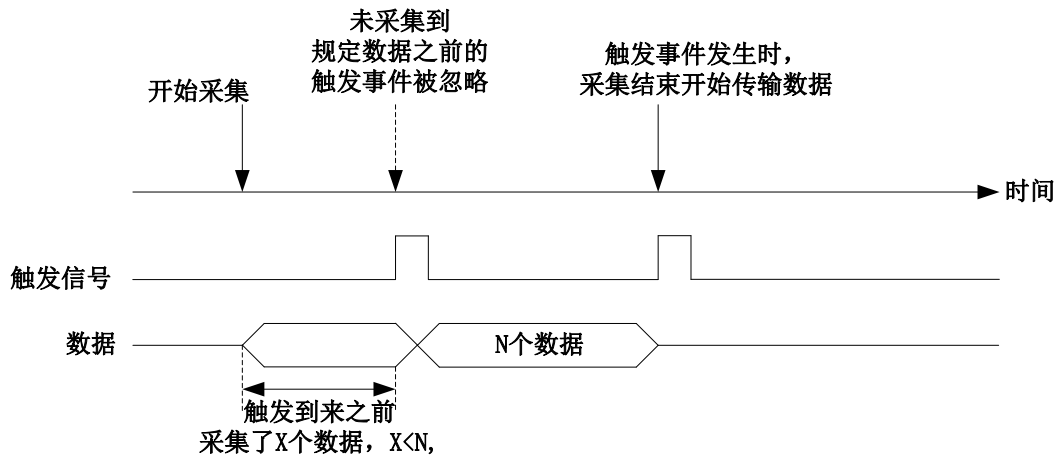 未采集到
规定数据之前的
触发事件被忽略
触发事件发生时，
采集结束开始传输数据
开始采集
时间
触发信号
数据
N个数据
触发到来之前
采集了X个数据，X<N,